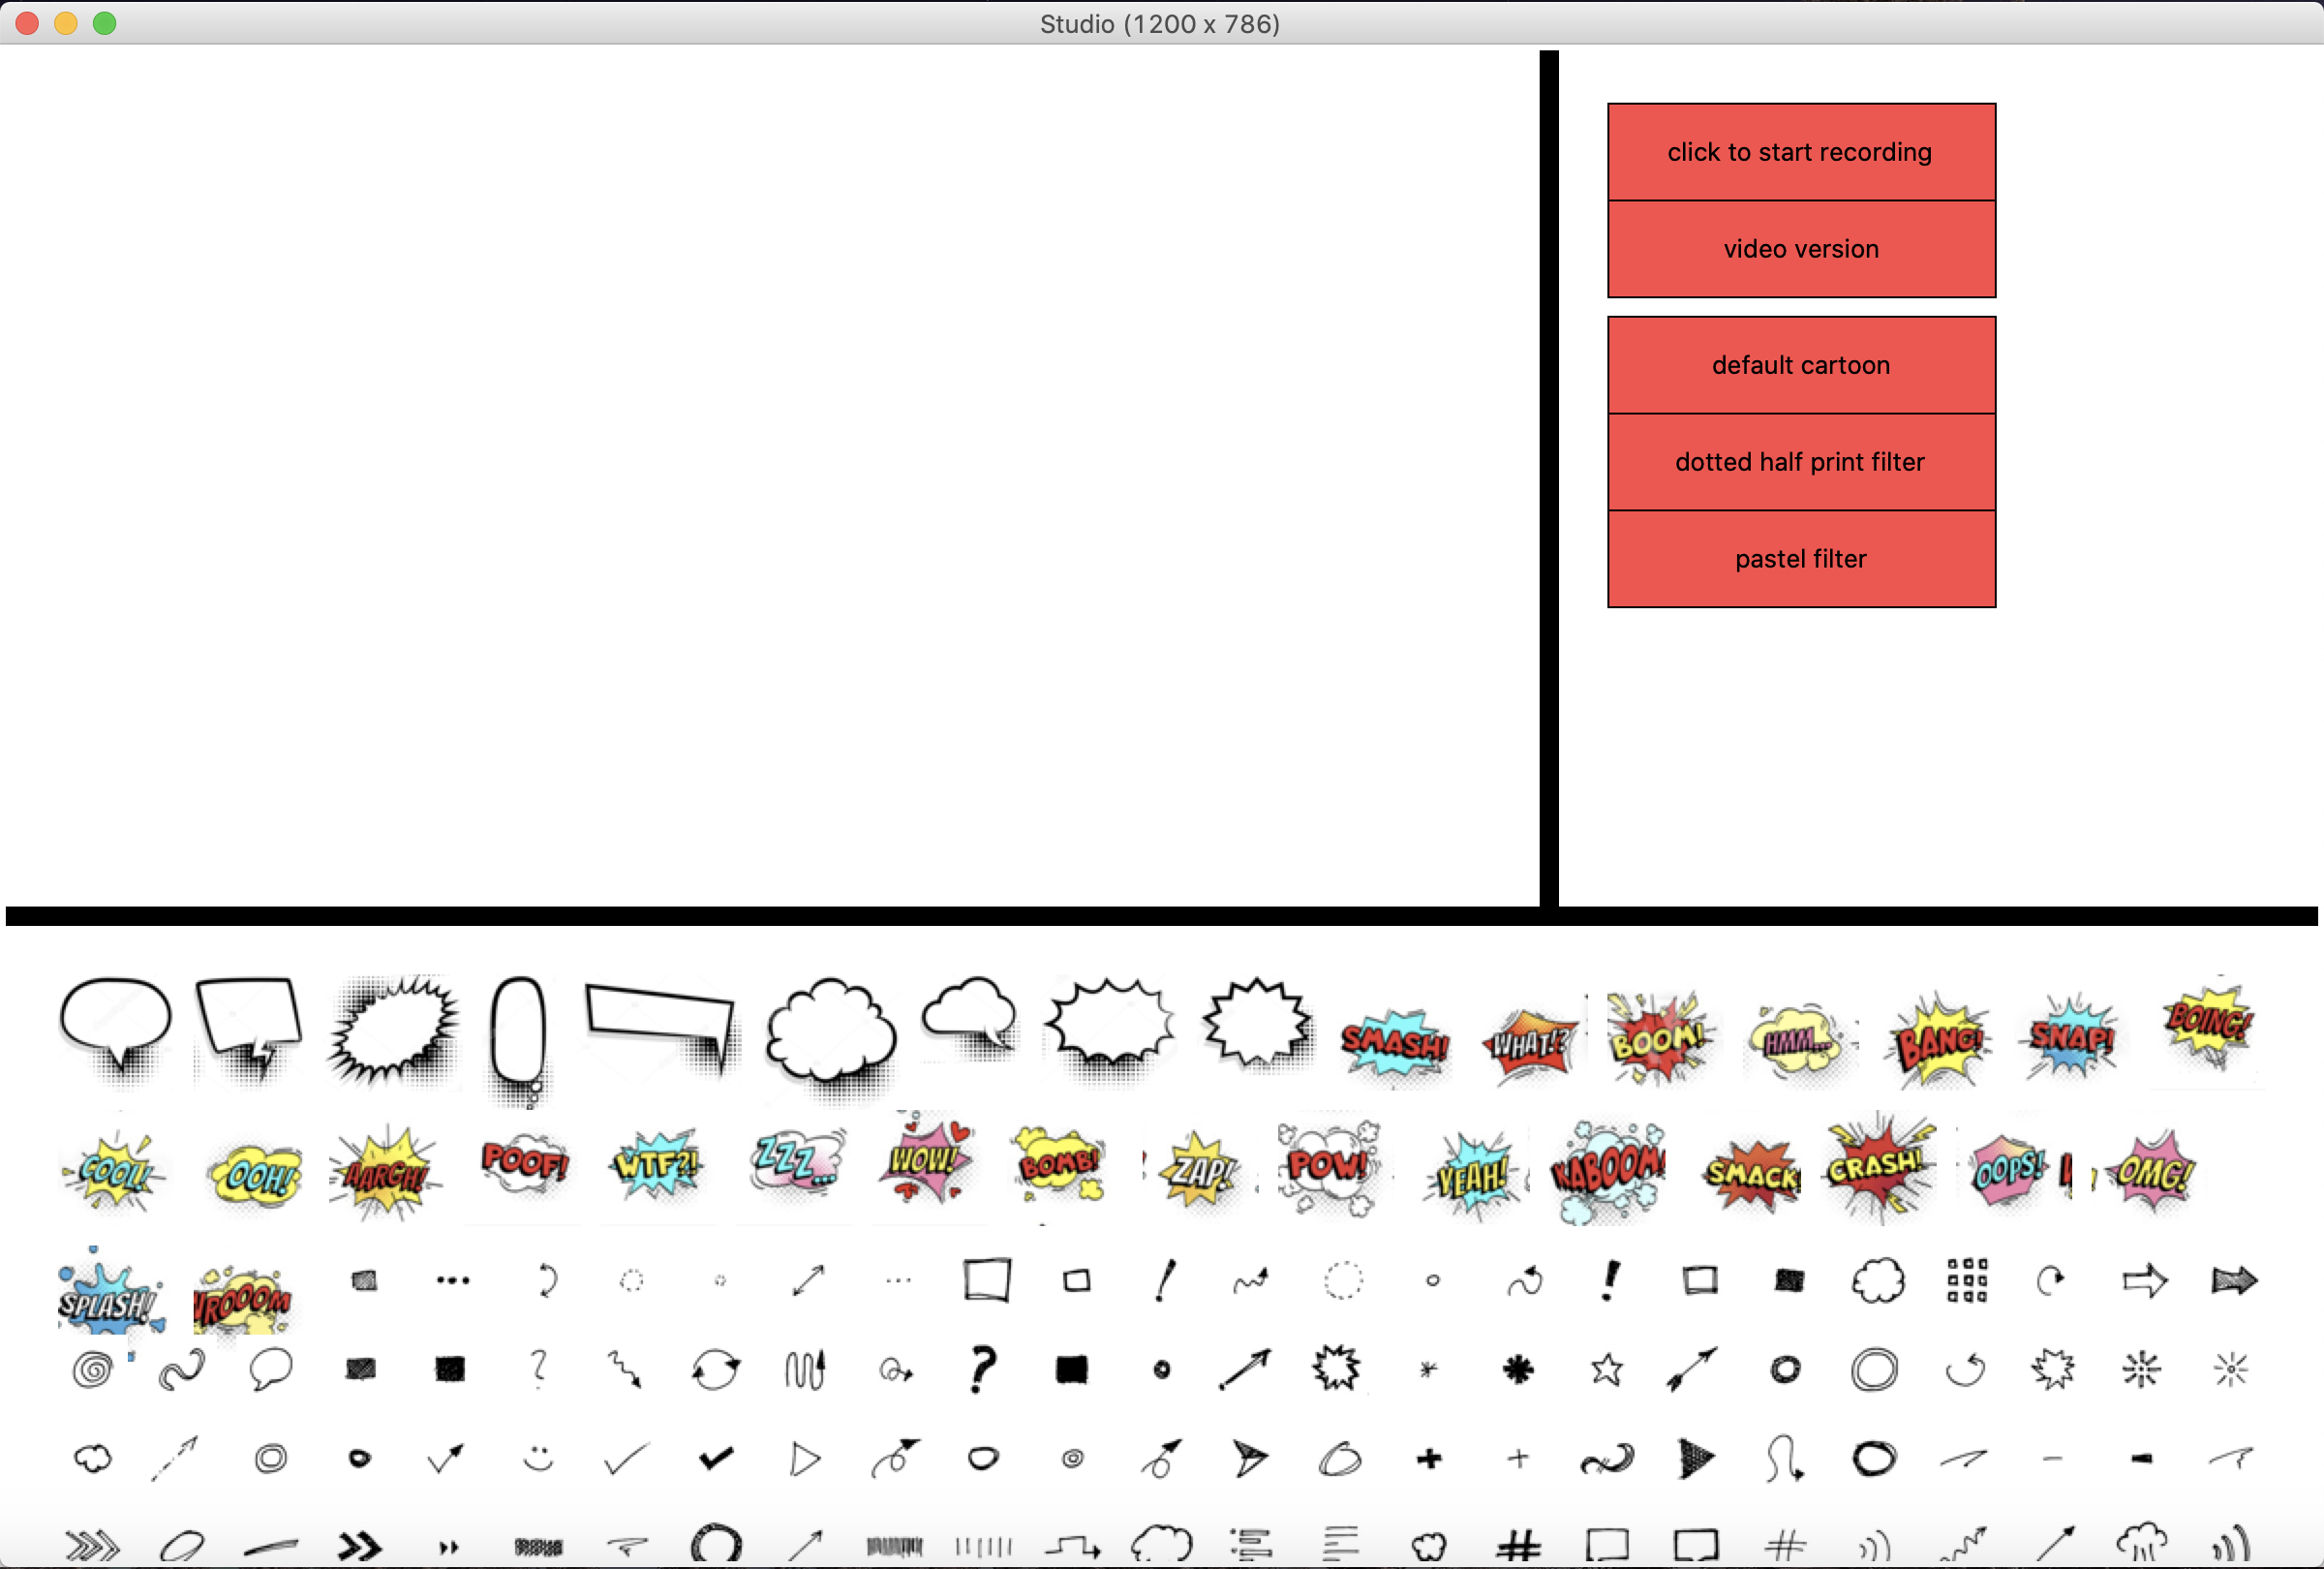 Studio (1200 x 786)
click to start recording
video version
default cartoon
dotted half print filter
pastel filter
SMASH!
WHAT!?
BOOM!
HMM...
BANG!
SNAP!
BOING!
COOL!
OOH!
AARGH!
POOF!
WTF?!
ZZZ...
WOW!
BOMB!
ZAP!
POW!
YEAH!
KABOOM!
SMACK
CRASH!
OOPS!
OMG!
SPLASH!
VROOOM
!
!
?
?
#
#